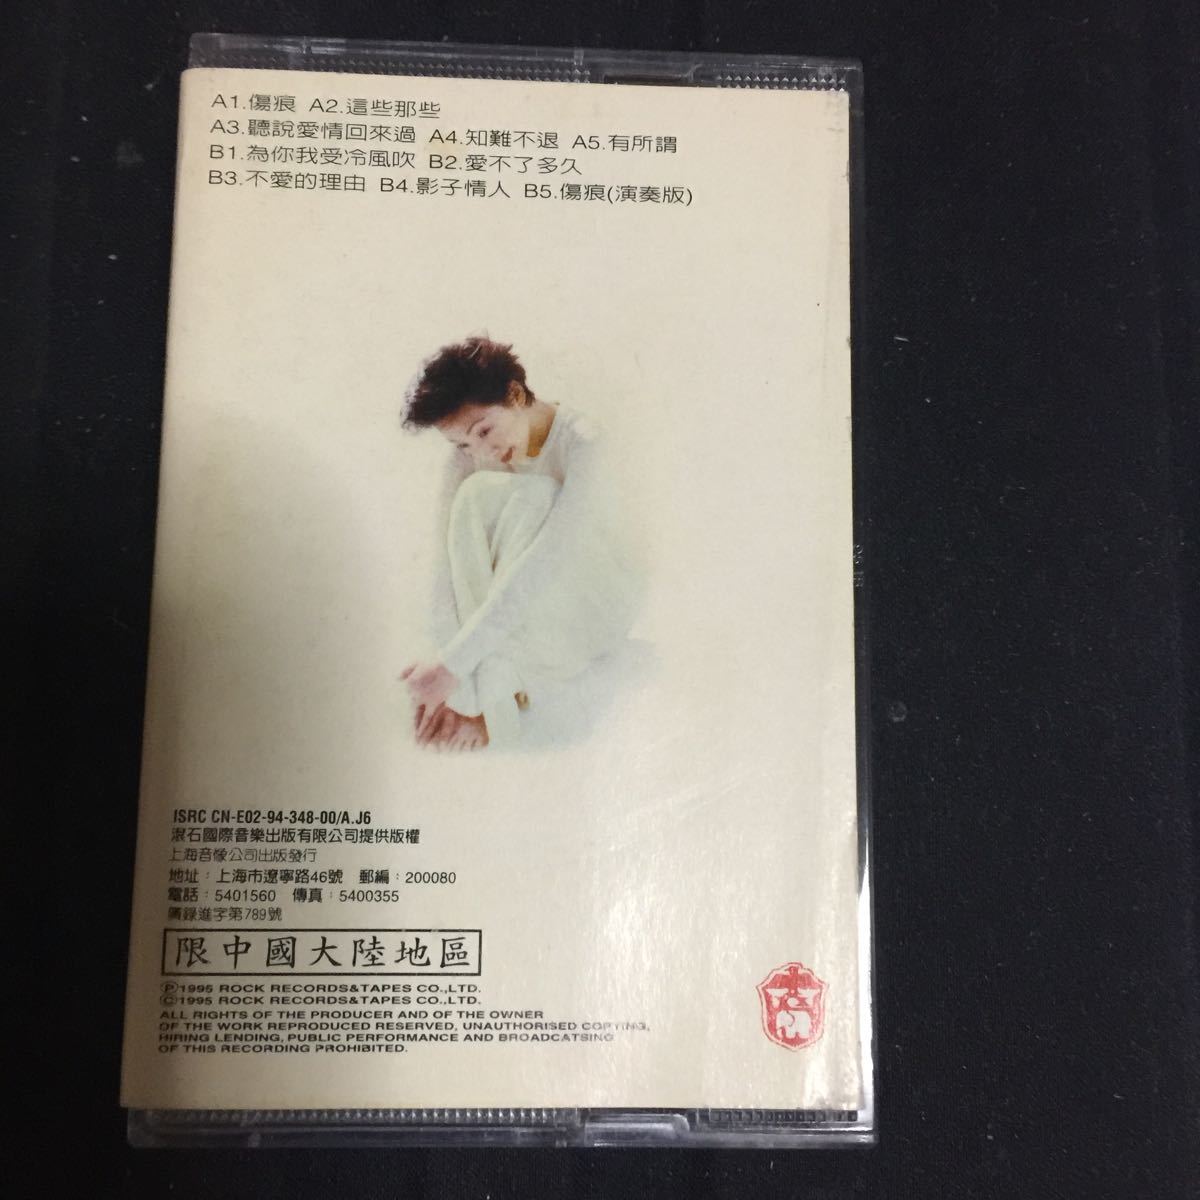 A1.傷痕 A2.這些那些
A3.聽說愛情回來過 A4.知難不退 A5.有所謂
B1.為你我受冷風吹 B2.愛不了多久
B3.不愛的理由 B4.影子情人 B5.傷痕(演奏版)
ISRC CN-E02-94-348-00/A.J6
滾石國際音樂出版有限公司提供版權
上海音像公司出版發行
地址：上海市遼寧路46號 郵編：200080
電話：5401560 傳真：5400355
廣錄進字第789號
限中國大陸地區
Ⓟ1995 ROCK RECORDS&TAPES CO.,LTD.
Ⓒ1995 ROCK RECORDS&TAPES CO.,LTD.
ALL RIGHTS OF THE PRODUCER AND OF THE OWNER
OF THE WORK REPRODUCED RESERVED, UNAUTHORISED COPYING,
HIRING LENDING, PUBLIC PERFORMANCE AND BROADCATSING
OF THIS RECORDING PROHIBITED.